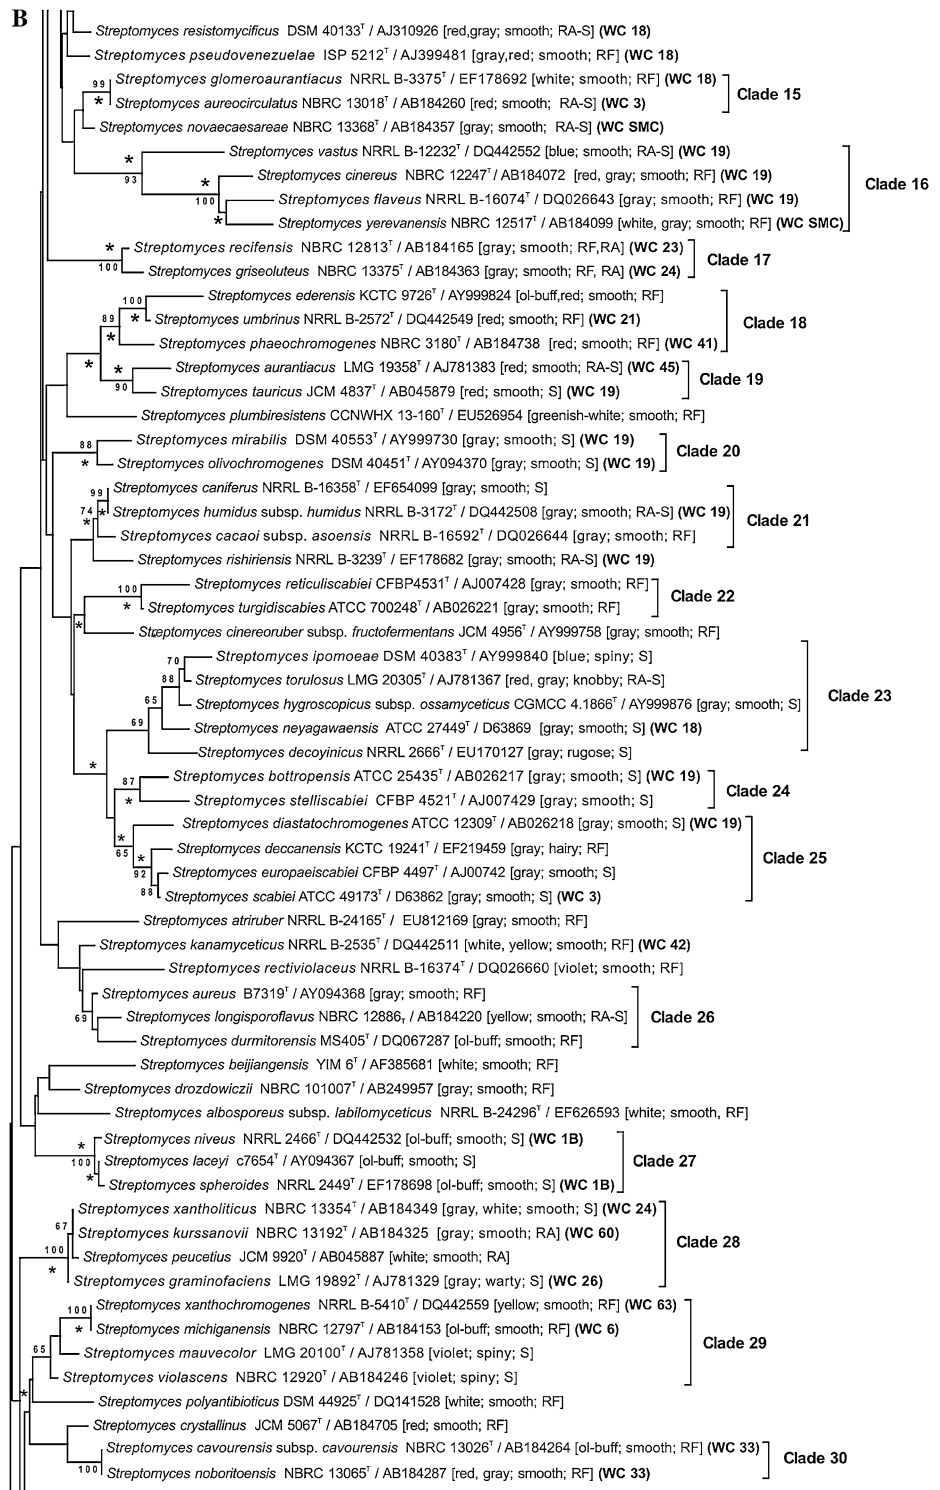 B
Streptomyces resistomycificus DSM 40133ᵀ / AJ310926 [red,gray; smooth; RA-S] (WC 18)
Streptomyces pseudovenezuelae ISP 5212ᵀ / AJ399481 [gray,red; smooth; RF] (WC 18)
Streptomyces glomeroaurantiacus NRRL B-3375ᵀ / EF178692 [white; smooth; RF] (WC 18)
99
Clade 15
* Streptomyces aureocirculatus NBRC 13018ᵀ / AB184260 [red; smooth; RA-S] (WC 3)
Streptomyces novaecaesareae NBRC 13368ᵀ / AB184357 [gray; smooth; RA-S] (WC SMC)
* Streptomyces vastus NRRL B-12232ᵀ / DQ442552 [blue; smooth; RA-S] (WC 19)
93 * Streptomyces cinereus NBRC 12247ᵀ / AB184072 [red, gray; smooth; RF] (WC 19)
Clade 16
100 Streptomyces flaveus NRRL B-16074ᵀ / DQ026643 [gray; smooth; RF] (WC 19)
* Streptomyces yerevanensis NBRC 12517ᵀ / AB184099 [white, gray; smooth; RF] (WC SMC)
* Streptomyces recifensis NBRC 12813ᵀ / AB184165 [gray; smooth; RF,RA] (WC 23)
Clade 17
100 Streptomyces griseoluteus NBRC 13375ᵀ / AB184363 [gray; smooth; RF, RA] (WC 24)
100 Streptomyces ederensis KCTC 9726ᵀ / AY999824 [ol-buff,red; smooth; RF]
89 * Streptomyces umbrinus NRRL B-2572ᵀ / DQ442549 [red; smooth; RF] (WC 21)
Clade 18
* Streptomyces phaeochromogenes NBRC 3180ᵀ / AB184738 [red; smooth; RF] (WC 41)
* * Streptomyces aurantiacus LMG 19358ᵀ / AJ781383 [red; smooth; RA-S] (WC 45)
Clade 19
90 Streptomyces tauricus JCM 4837ᵀ / AB045879 [red; smooth; S] (WC 19)
Streptomyces plumbiresistens CCNWHX 13-160ᵀ / EU526954 [greenish-white; smooth; RF]
88 Streptomyces mirabilis DSM 40553ᵀ / AY999730 [gray; smooth; S] (WC 19)
Clade 20
* Streptomyces olivochromogenes DSM 40451ᵀ / AY094370 [gray; smooth; S] (WC 19)
99 Streptomyces caniferus NRRL B-16358ᵀ / EF654099 [gray; smooth; S]
74 * Streptomyces humidus subsp. humidus NRRL B-3172ᵀ / DQ442508 [gray; smooth; RA-S] (WC 19)
Clade 21
* Streptomyces cacaoi subsp. asoensis NRRL B-16592ᵀ / DQ026644 [gray; smooth; RF]
Streptomyces rishiriensis NRRL B-3239ᵀ / EF178682 [gray; smooth; RA-S] (WC 19)
100 Streptomyces reticuliscabiei CFBP4531ᵀ / AJ007428 [gray; smooth; RF]
Clade 22
* Streptomyces turgidiscabies ATCC 700248ᵀ / AB026221 [gray; smooth; RF]
* Streptomyces cinereoruber subsp. fructofermentans JCM 4956ᵀ / AY999758 [gray; smooth; RF]
70 Streptomyces ipomoeae DSM 40383ᵀ / AY999840 [blue; spiny; S]
88 Streptomyces torulosus LMG 20305ᵀ / AJ781367 [red, gray; knobby; RA-S]
Clade 23
65 Streptomyces hygroscopicus subsp. ossamyceticus CGMCC 4.1866ᵀ / AY999876 [gray; smooth; S]
69 Streptomyces neyagawaensis ATCC 27449ᵀ / D63869 [gray; smooth; S] (WC 18)
Streptomyces decoyinicus NRRL 2666ᵀ / EU170127 [gray; rugose; S]
* 87 Streptomyces bottropensis ATCC 25435ᵀ / AB026217 [gray; smooth; S] (WC 19)
Clade 24
* Streptomyces stelliscabiei CFBP 4521ᵀ / AJ007429 [gray; smooth; S]
Streptomyces diastatochromogenes ATCC 12309ᵀ / AB026218 [gray; smooth; S] (WC 19)
* 65 * Streptomyces deccanensis KCTC 19241ᵀ / EF219459 [gray; hairy; RF]
Clade 25
92 Streptomyces europaeiscabiei CFBP 4497ᵀ / AJ00742 [gray; smooth; S]
88 Streptomyces scabiei ATCC 49173ᵀ / D63862 [gray; smooth; S] (WC 3)
Streptomyces atriruber NRRL B-24165ᵀ / EU812169 [gray; smooth; RF]
Streptomyces kanamyceticus NRRL B-2535ᵀ / DQ442511 [white, yellow; smooth; RF] (WC 42)
Streptomyces rectiviolaceus NRRL B-16374ᵀ / DQ026660 [violet; smooth; RF]
Streptomyces aureus B7319ᵀ / AY094368 [gray; smooth; RF]
69 Streptomyces longisporoflavus NBRC 12886ᴛ / AB184220 [yellow; smooth; RA-S]
Clade 26
Streptomyces durmitorensis MS405ᵀ / DQ067287 [ol-buff; smooth; RF]
Streptomyces beijiangensis YIM 6ᵀ / AF385681 [white; smooth; RF]
Streptomyces drozdowiczii NBRC 101007ᵀ / AB249957 [gray; smooth; RF]
Streptomyces albosporeus subsp. labilomyceticus NRRL B-24296ᵀ / EF626593 [white; smooth, RF]
* Streptomyces niveus NRRL 2466ᵀ / DQ442532 [ol-buff; smooth; S] (WC 1B)
100 Streptomyces laceyi c7654ᵀ / AY094367 [ol-buff; smooth; S]
Clade 27
* Streptomyces spheroides NRRL 2449ᵀ / EF178698 [ol-buff; smooth; S] (WC 1B)
Streptomyces xantholiticus NBRC 13354ᵀ / AB184349 [gray, white; smooth; S] (WC 24)
67 Streptomyces kurssanovii NBRC 13192ᵀ / AB184325 [gray; smooth; RA] (WC 60)
Clade 28
100 Streptomyces peucetius JCM 9920ᵀ / AB045887 [white; smooth; RA]
* Streptomyces graminofaciens LMG 19892ᵀ / AJ781329 [gray; warty; S] (WC 26)
100 Streptomyces xanthochromogenes NRRL B-5410ᵀ / DQ442559 [yellow; smooth; RF] (WC 63)
* Streptomyces michiganensis NBRC 12797ᵀ / AB184153 [ol-buff; smooth; RF] (WC 6)
Clade 29
65 Streptomyces mauvecolor LMG 20100ᵀ / AJ781358 [violet; spiny; S]
Streptomyces violascens NBRC 12920ᵀ / AB184246 [violet; spiny; S]
* Streptomyces polyantibioticus DSM 44925ᵀ / DQ141528 [white; smooth; RF]
Streptomyces crystallinus JCM 5067ᵀ / AB184705 [red; smooth; RF]
Streptomyces cavourensis subsp. cavourensis NBRC 13026ᵀ / AB184264 [ol-buff; smooth; RF] (WC 33)
Clade 30
100 Streptomyces noboritoensis NBRC 13065ᵀ / AB184287 [red, gray; smooth; RF] (WC 33)